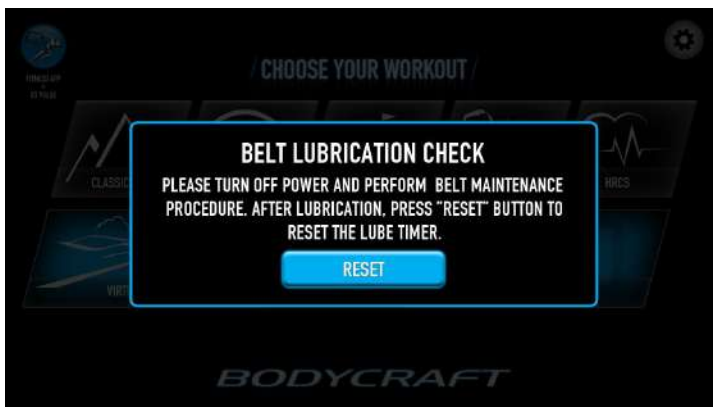 / CHOOSE YOUR WORKOUT /
BELT LUBRICATION CHECK
PLEASE TURN OFF POWER AND PERFORM BELT MAINTENANCE
PROCEDURE. AFTER LUBRICATION, PRESS "RESET" BUTTON TO
RESET THE LUBE TIMER.
RESET
CLASSIC
HRCS
VIRT
BODYCRAFT